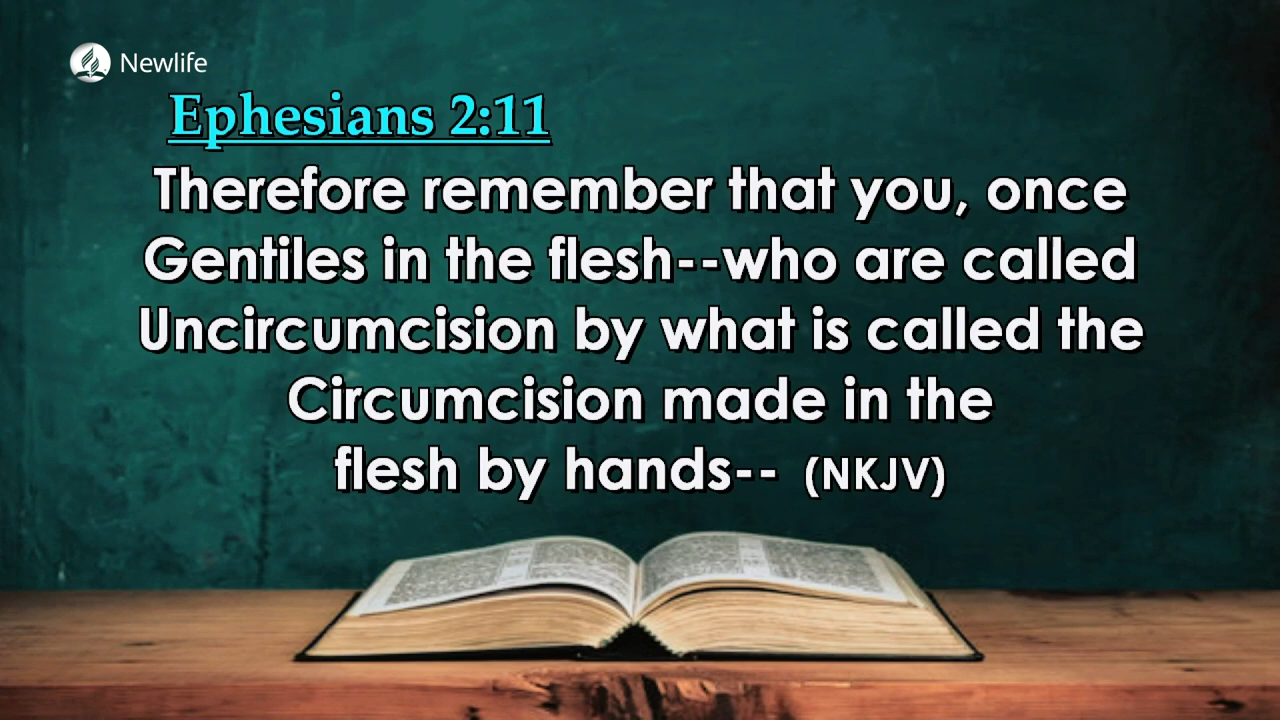 Newlife
Ephesians 2:11
Therefore remember that you, once
Gentiles in the flesh--who are called
Uncircumcision by what is called the
Circumcision made in the
flesh by hands-- (NKJV)